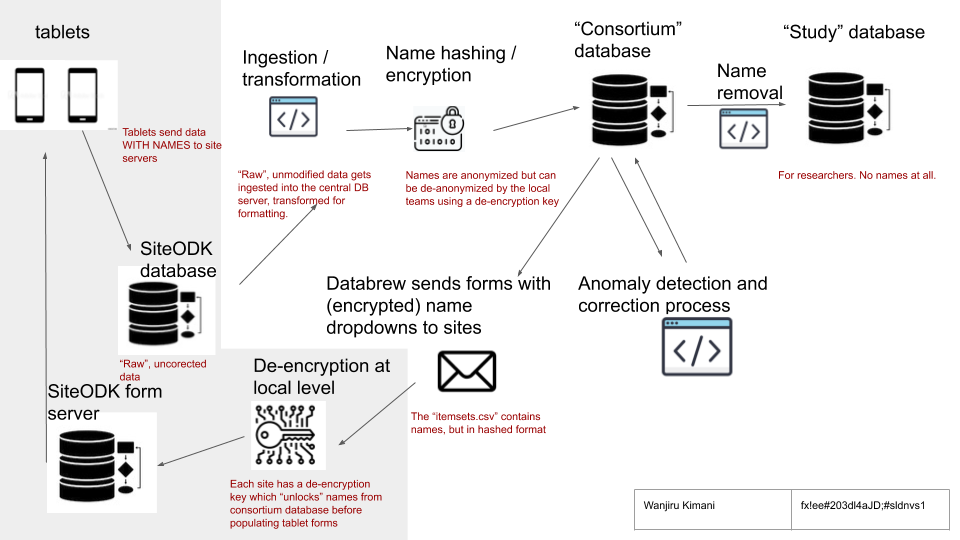 tablets
Tablets send data
WITH NAMES to site
servers
Ingestion /
transformation
</>
“Raw”, unmodified data gets
ingested into the central DB
server, transformed for
formatting.
Name hashing /
encryption
101010
010101
Names are anonymized but can
be de-anonymized by the local
teams using a de-encryption key
“Consortium”
database
Name
removal
</>
“Study” database
For researchers. No names at all.
SiteODK
database
“Raw”, uncorected
data
Databrew sends forms with
(encrypted) name
dropdowns to sites
The “itemsets.csv” contains
names, but in hashed format
Anomaly detection and
correction process
</>
De-encryption at
local level
Each site has a de-encryption
key which “unlocks” names from
consortium database before
populating tablet forms
SiteODK form
server
Wanjiru Kimani
fx!ee#203dl4aJD;#sldnvs1